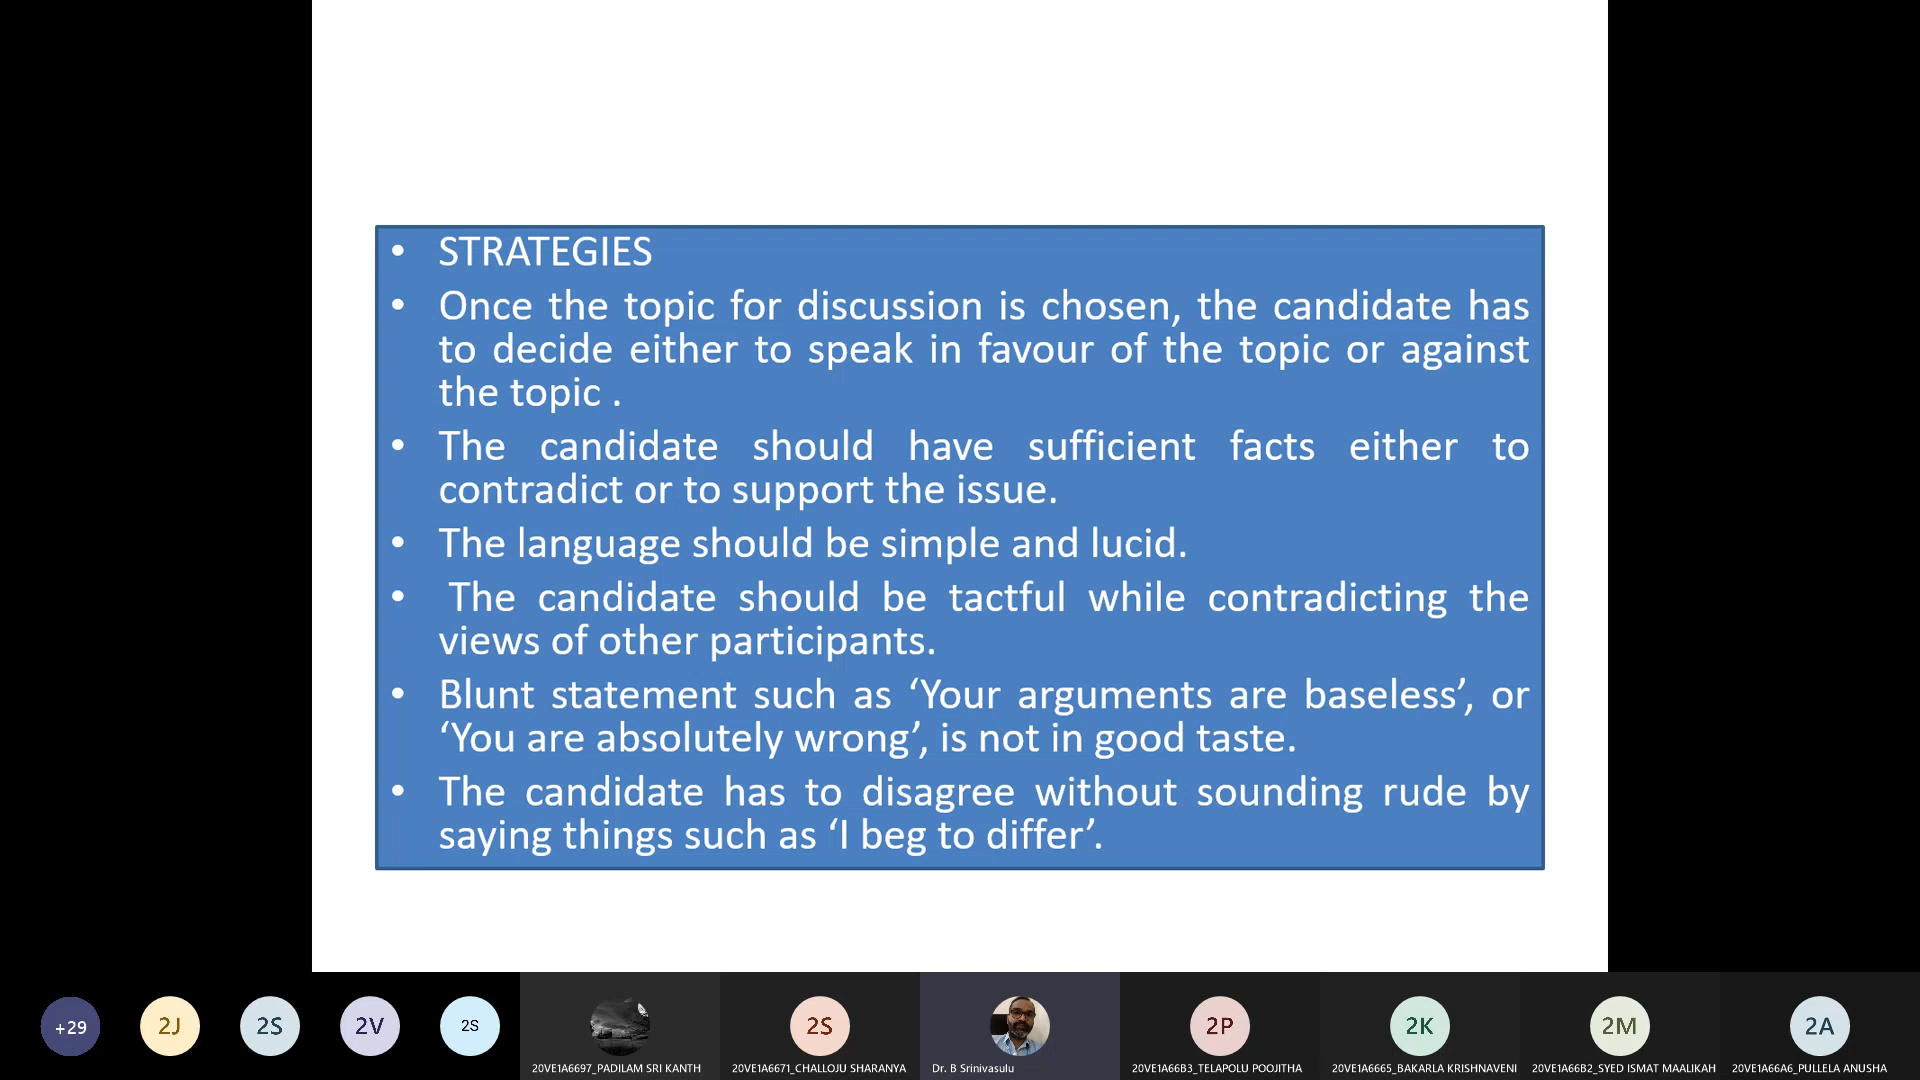 • STRATEGIES
• Once the topic for discussion is chosen, the candidate has
to decide either to speak in favour of the topic or against
the topic .
• The candidate should have sufficient facts either to
contradict or to support the issue.
• The language should be simple and lucid.
• The candidate should be tactful while contradicting the
views of other participants.
• Blunt statement such as ‘Your arguments are baseless’, or
‘You are absolutely wrong’, is not in good taste.
• The candidate has to disagree without sounding rude by
saying things such as ‘I beg to differ’.
+29
2J
2S
2V
2S
20VE1A6697_PADILAM SRI KANTH
2S
20VE1A6671_CHALLOJU SHARANYA
Dr. B Srinivasulu
2P
20VE1A66B3_TELAPOLU POOJITHA
2K
20VE1A6665_BAKARLA KRISHNAVENI
2M
20VE1A66B2_SYED ISMAT MAALIKAH
2A
20VE1A66A6_PULLELA ANUSHA